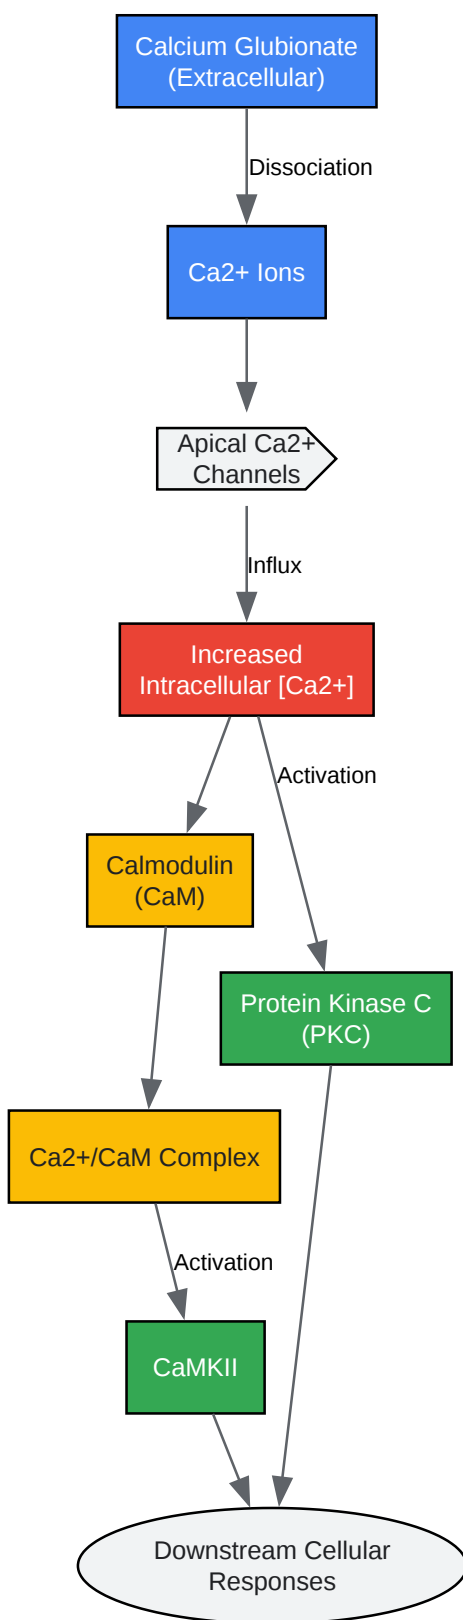 Calcium Glubionate
(Extracellular)
Dissociation
Ca2+ Ions
Apical Ca2+
Channels
Influx
Increased
Intracellular [Ca2+]
Activation
Calmodulin
(CaM)
Protein Kinase C
(PKC)
Ca2+/CaM Complex
Activation
CaMKII
Downstream Cellular
Responses